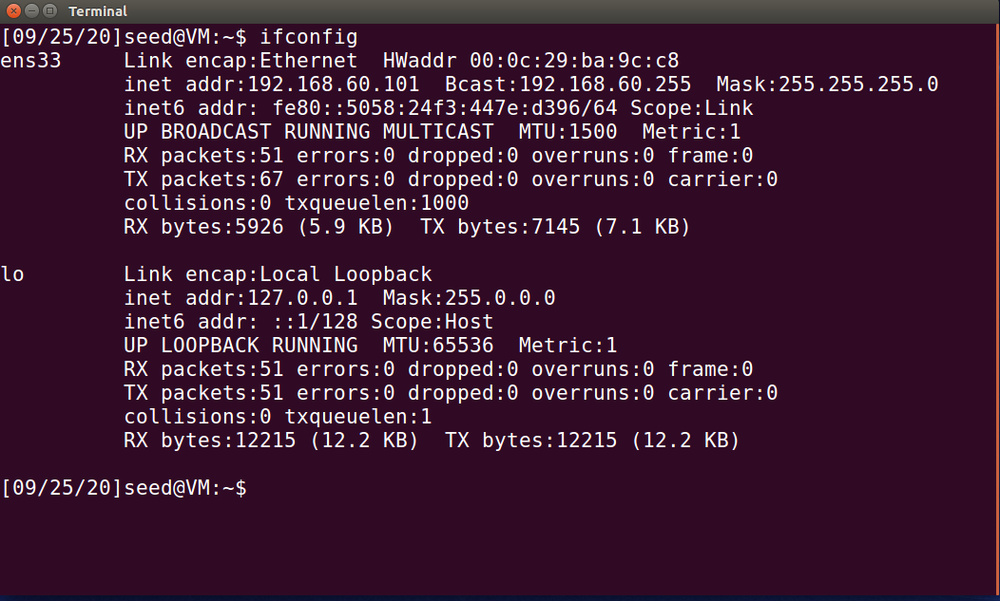 Terminal
[09/25/20]seed@VM:~$ ifconfig
ens33     Link encap:Ethernet  HWaddr 00:0c:29:ba:9c:c8
          inet addr:192.168.60.101  Bcast:192.168.60.255  Mask:255.255.255.0
          inet6 addr: fe80::5058:24f3:447e:d396/64 Scope:Link
          UP BROADCAST RUNNING MULTICAST  MTU:1500  Metric:1
          RX packets:51 errors:0 dropped:0 overruns:0 frame:0
          TX packets:67 errors:0 dropped:0 overruns:0 carrier:0
          collisions:0 txqueuelen:1000
          RX bytes:5926 (5.9 KB)  TX bytes:7145 (7.1 KB)

lo        Link encap:Local Loopback
          inet addr:127.0.0.1  Mask:255.0.0.0
          inet6 addr: ::1/128 Scope:Host
          UP LOOPBACK RUNNING  MTU:65536  Metric:1
          RX packets:51 errors:0 dropped:0 overruns:0 frame:0
          TX packets:51 errors:0 dropped:0 overruns:0 carrier:0
          collisions:0 txqueuelen:1
          RX bytes:12215 (12.2 KB)  TX bytes:12215 (12.2 KB)

[09/25/20]seed@VM:~$